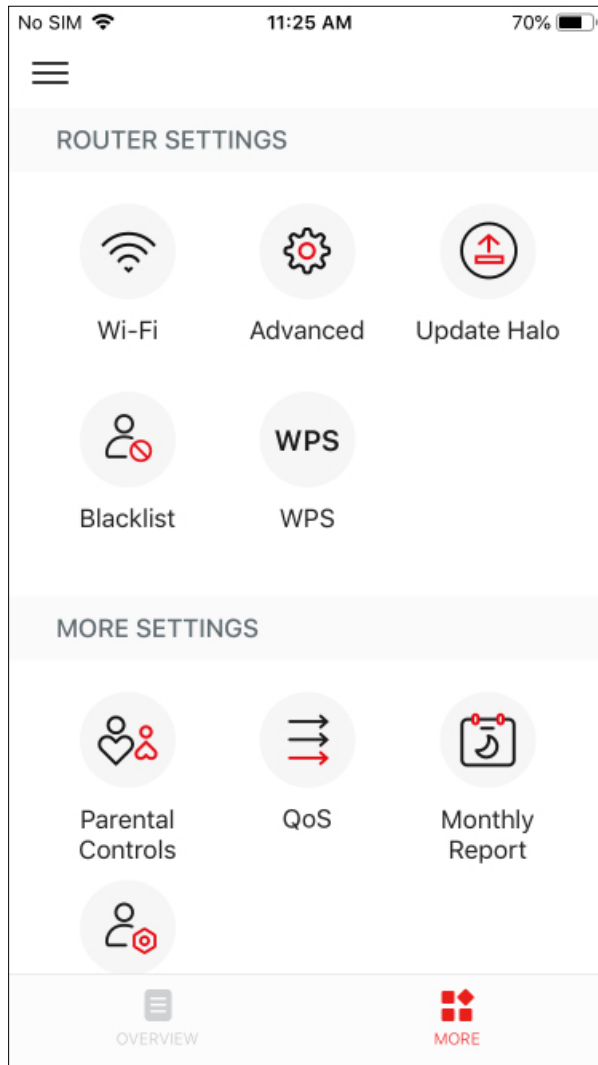 No SIM 11:25 AM 70%
ROUTER SETTINGS
Wi-Fi Advanced Update Halo
WPS
Blacklist WPS
MORE SETTINGS
Parental QoS Monthly
Controls Report
OVERVIEW MORE